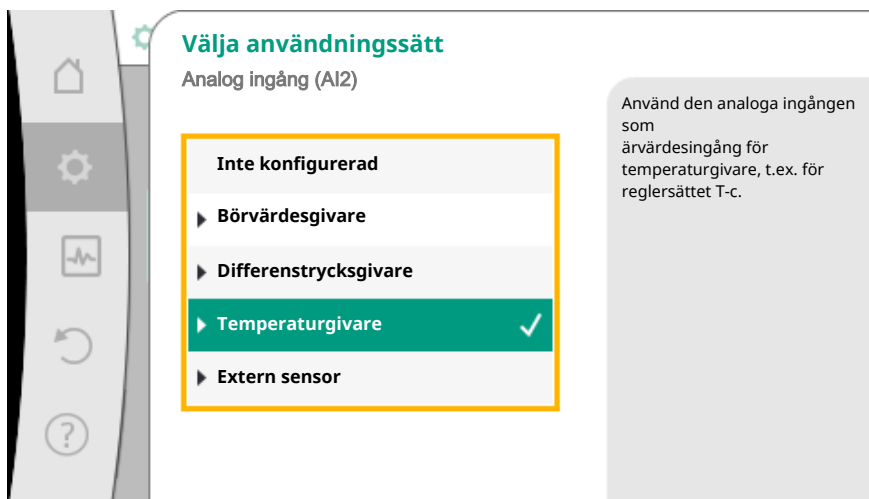 Välja användningssätt
Analog ingång (AI2)
Inte konfigurerad
Börvärdesgivare
Differenstrycksgivare
Temperaturgivare
Extern sensor
Använd den analoga ingången
som
ärvärdesingång för
temperaturgivare, t.ex. för
reglersättet T-c.
?